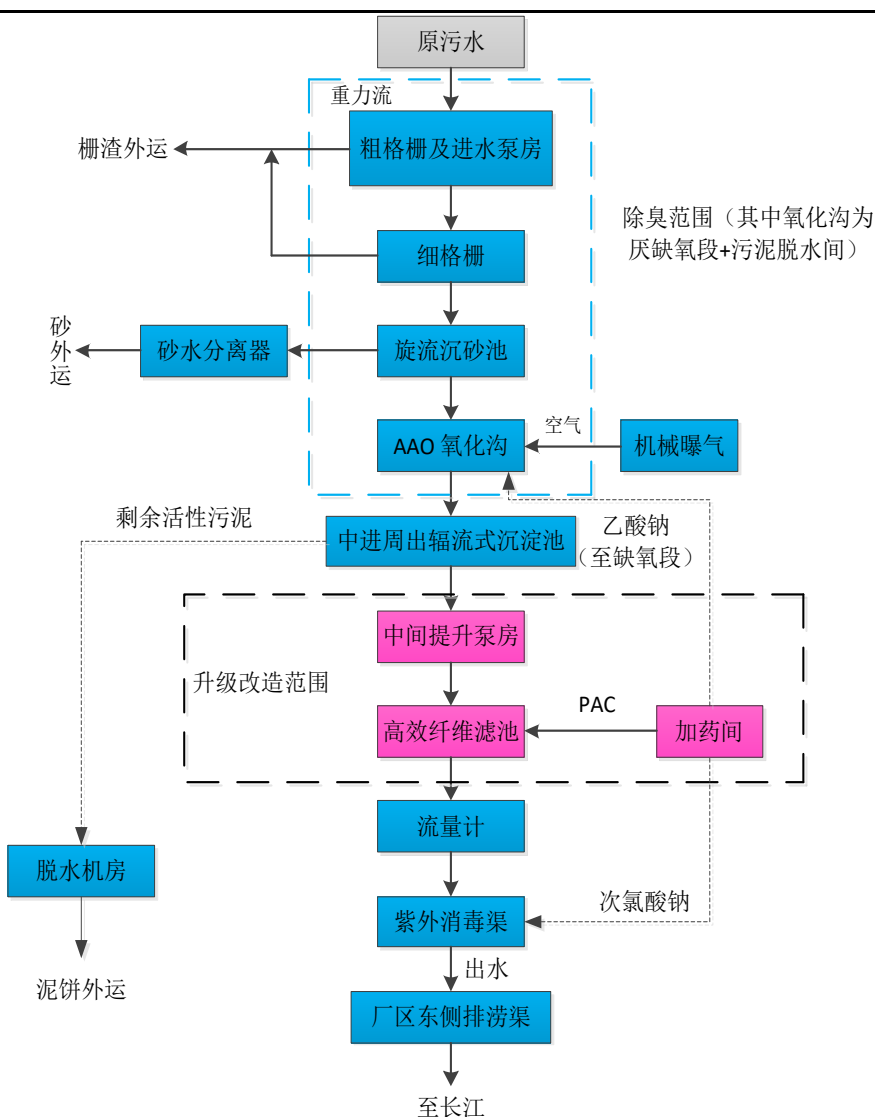 原污水
重力流
粗格栅及进水泵房
栅渣外运
除臭范围（其中氧化沟为
厌缺氧段+污泥脱水间）
细格栅
砂外运
砂水分离器
旋流沉砂池
空气
AAO 氧化沟
机械曝气
剩余活性污泥
中进周出辐流式沉淀池
乙酸钠
（至缺氧段）
中间提升泵房
升级改造范围
PAC
高效纤维滤池
加药间
流量计
脱水机房
次氯酸钠
紫外消毒渠
出水
泥饼外运
厂区东侧排涝渠
至长江